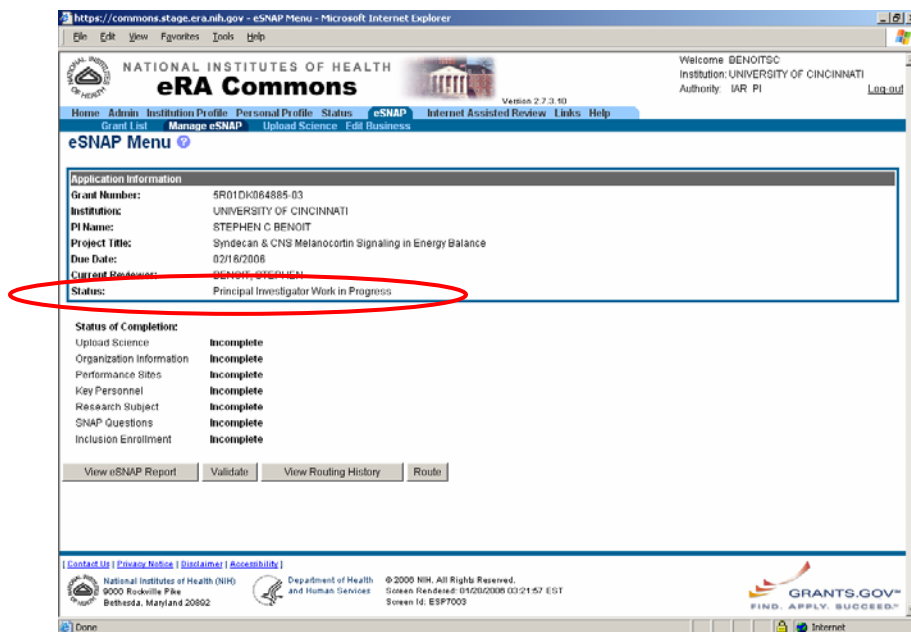 https://commons.stage.era.nih.gov - eSNAP Menu - Microsoft Internet Explorer
File Edit View Favorites Tools Help
NATIONAL INSTITUTES OF HEALTH
eRA Commons
Version 2.7.3.10
Welcome BENOITSC
Institution: UNIVERSITY OF CINCINNATI
Authority: IAR PI
Log-out
Home Admin Institution Profile Personal Profile Status eSNAP Internet Assisted Review Links Help
Grant List Manage eSNAP Upload Science Edit Business
eSNAP Menu ?
Application Information
Grant Number: 5R01DK064885-03
Institution: UNIVERSITY OF CINCINNATI
PI Name: STEPHEN C BENOIT
Project Title: Syndecan & CNS Melanocortin Signaling in Energy Balance
Due Date: 02/16/2006
Current Reviewer: BENOIT, STEPHEN
Status: Principal Investigator Work in Progress
Status of Completion:
Upload Science Incomplete
Organization Information Incomplete
Performance Sites Incomplete
Key Personnel Incomplete
Research Subject Incomplete
SNAP Questions Incomplete
Inclusion Enrollment Incomplete
View eSNAP Report Validate View Routing History Route
[ Contact Us | Privacy Notice | Disclaimer | Accessibility ]
National Institutes of Health (NIH)
9000 Rockville Pike
Bethesda, Maryland 20892
Department of Health
and Human Services
© 2006 NIH. All Rights Reserved.
Screen Rendered: 01/20/2006 03:21:57 EST
Screen Id: ESP7003
GRANTS.GOV℠
FIND. APPLY. SUCCEED.℠
Done
Internet